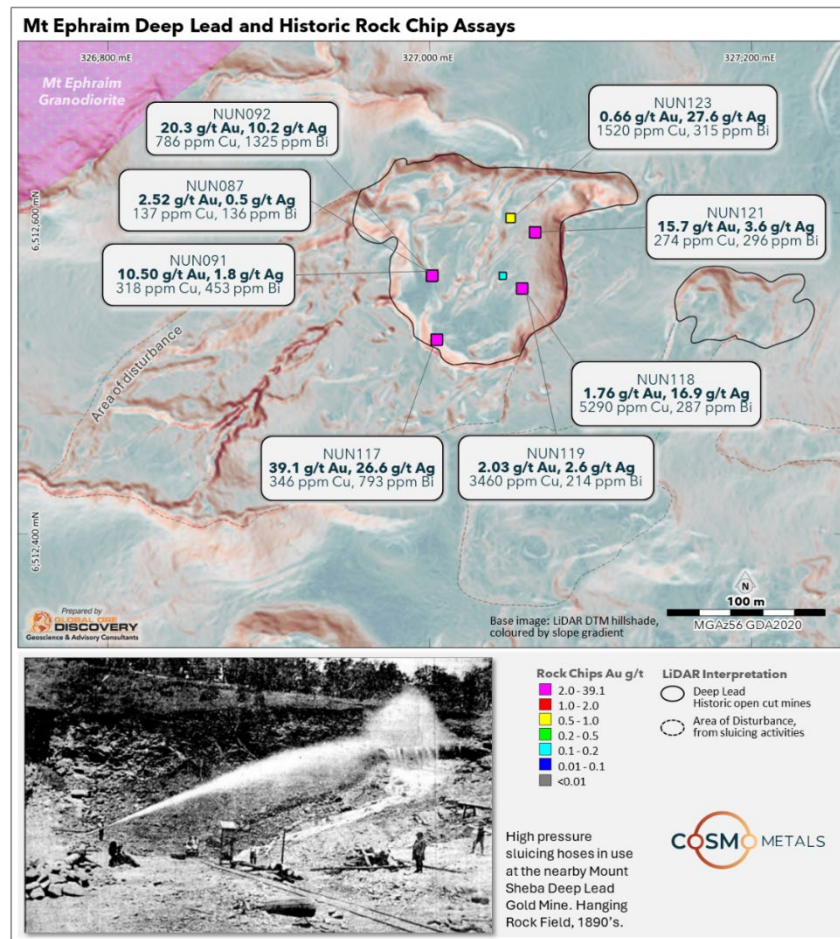 Mt Ephraim Deep Lead and Historic Rock Chip Assays
326,800 mE
327,000 mE
327,200 mE
Mt Ephraim
Granodiorite
NUN092
20.3 g/t Au, 10.2 g/t Ag
786 ppm Cu, 1325 ppm Bi
NUN123
0.66 g/t Au, 27.6 g/t Ag
1520 ppm Cu, 315 ppm Bi
NUN087
2.52 g/t Au, 0.5 g/t Ag
137 ppm Cu, 136 ppm Bi
6,512,600 mN
NUN121
15.7 g/t Au, 3.6 g/t Ag
274 ppm Cu, 296 ppm Bi
NUN091
10.50 g/t Au, 1.8 g/t Ag
318 ppm Cu, 453 ppm Bi
Area of disturbance
NUN118
1.76 g/t Au, 16.9 g/t Ag
5290 ppm Cu, 287 ppm Bi
NUN117
39.1 g/t Au, 26.6 g/t Ag
346 ppm Cu, 793 ppm Bi
NUN119
2.03 g/t Au, 2.6 g/t Ag
3460 ppm Cu, 214 ppm Bi
6,512,400 mN
N
100 m
MGAz56 GDA2020
Prepared by
GLOBAL ORE
DISCOVERY
Geoscience & Advisory Consultants
Base image: LiDAR DTM hillshade,
coloured by slope gradient
Rock Chips Au g/t
2.0 - 39.1
1.0 - 2.0
0.5 - 1.0
0.2 - 0.5
0.1 - 0.2
0.01 - 0.1
<0.01
LiDAR Interpretation
Deep Lead
Historic open cut mines
Area of Disturbance,
from sluicing activities
High pressure
sluicing hoses in use
at the nearby Mount
Sheba Deep Lead
Gold Mine. Hanging
Rock Field, 1890's.
COSMO METALS